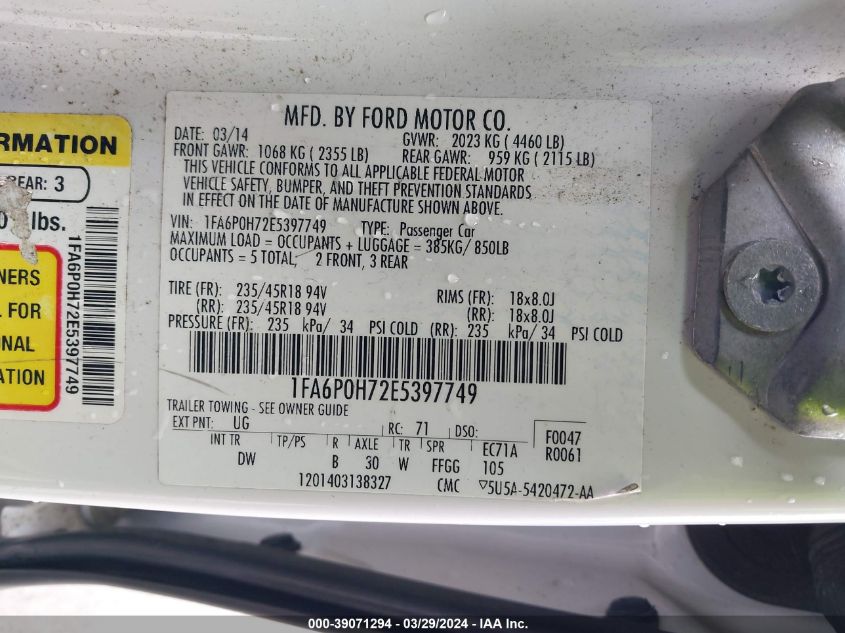 RMATION
REAR: 3
lbs.
1FA6P0H72E5397749
NERS
L FOR
INAL
ATION
MFD. BY FORD MOTOR CO.
DATE: 03/14 GVWR: 2023 KG ( 4460 LB)
FRONT GAWR: 1068 KG ( 2355 LB) REAR GAWR: 959 KG ( 2115 LB)
THIS VEHICLE CONFORMS TO ALL APPLICABLE FEDERAL MOTOR
VEHICLE SAFETY, BUMPER, AND THEFT PREVENTION STANDARDS
IN EFFECT ON THE DATE OF MANUFACTURE SHOWN ABOVE.
VIN: 1FA6P0H72E5397749 TYPE: Passenger Car
MAXIMUM LOAD = OCCUPANTS + LUGGAGE = 385KG/ 850LB
OCCUPANTS = 5 TOTAL, 2 FRONT, 3 REAR
TIRE (FR): 235/45R18 94V RIMS (FR): 18x8.0J
(RR): 235/45R18 94V (RR): 18x8.0J
PRESSURE (FR): 235 kPa/ 34 PSI COLD (RR): 235 kPa/ 34 PSI COLD
1FA6P0H72E5397749
TRAILER TOWING - SEE OWNER GUIDE
EXT PNT: UG RC: 71 DSO: F0047
INT TR TP/PS R AXLE TR SPR EC71A R0061
DW B 30 W FFGG 105
1201403138327 CMC ▽5U5A-5420472-AA
000-39071294 - 03/29/2024 - IAA Inc.